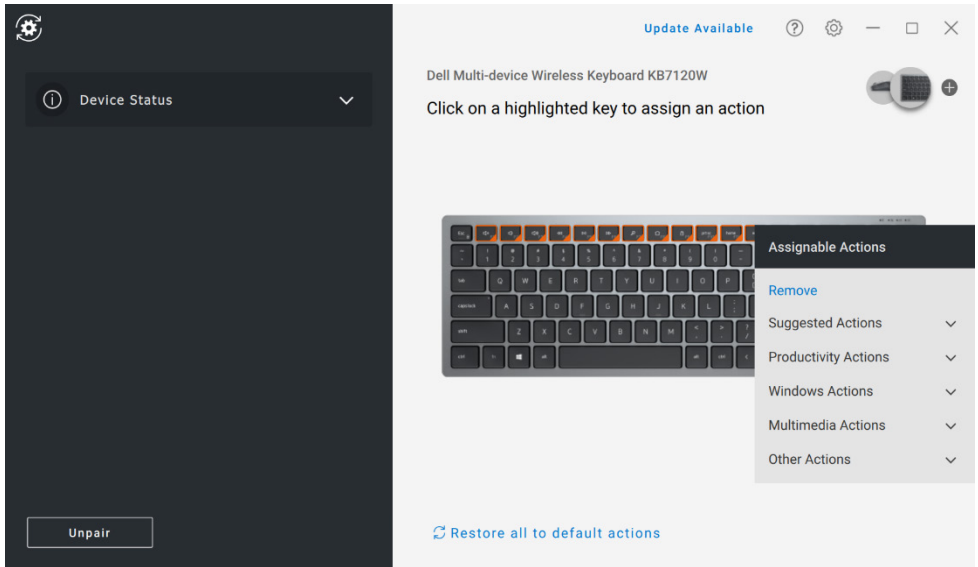 Update Available
Device Status
Dell Multi-device Wireless Keyboard KB7120W
Click on a highlighted key to assign an action
Assignable Actions
Remove
Suggested Actions
Productivity Actions
Windows Actions
Multimedia Actions
Other Actions
Q W E R T Y U I O P
A S D F G H J K L
Z X C V B N M
Unpair
Restore all to default actions